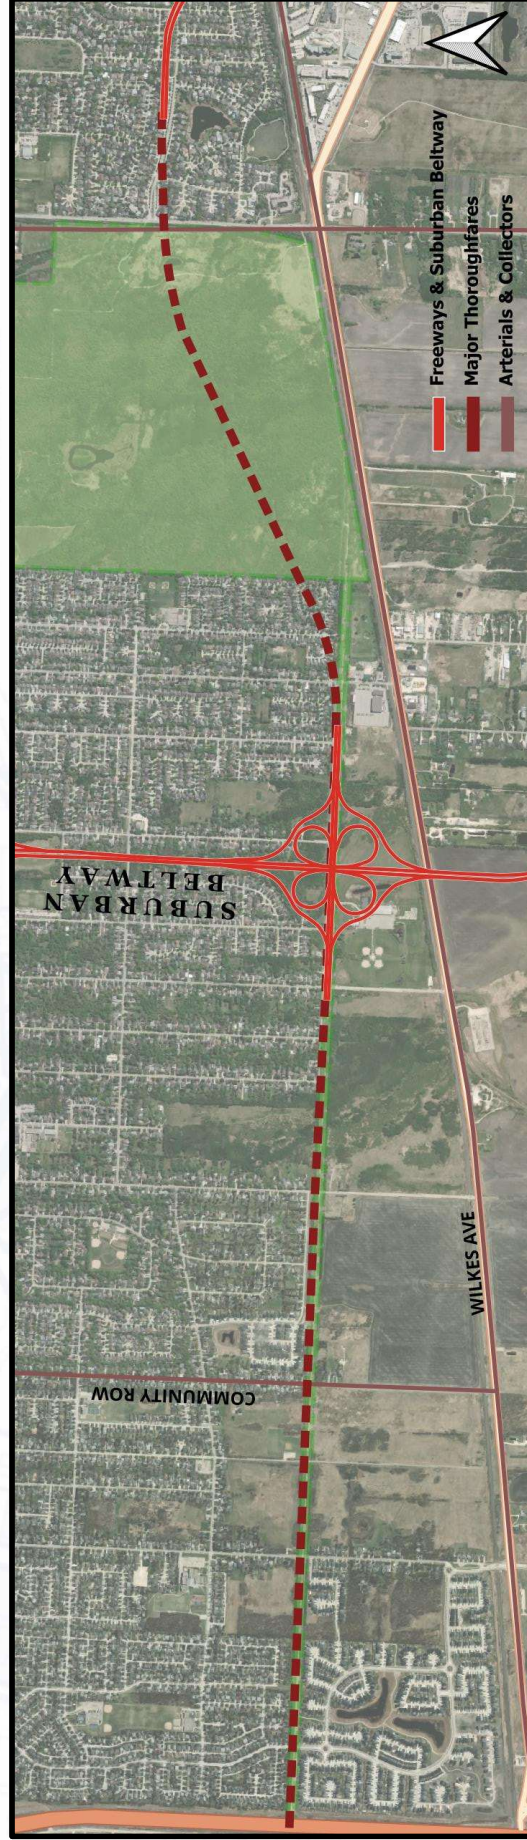 Freeways & Suburban Beltway
Major Thoroughfares
Arterials & Collectors
SUBURBAN
BELTWAY
WILKES AVE
COMMUNITY ROW